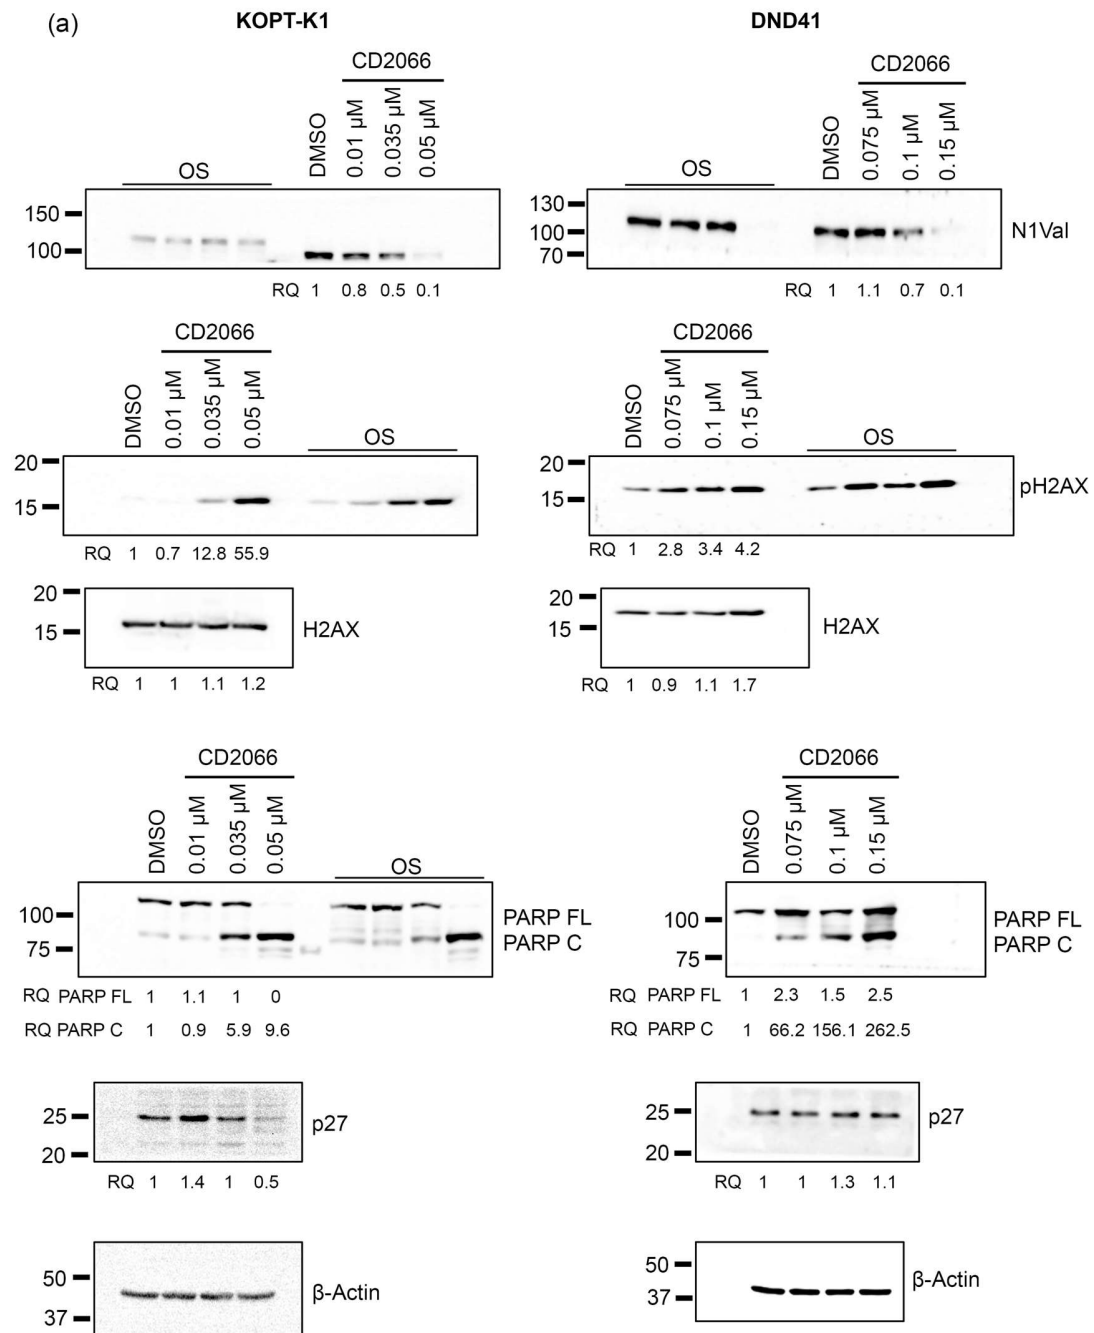 (a)
KOPT-K1
DND41
CD2066
DMSO
0.01 µM
0.035 µM
0.05 µM
OS
150
100
RQ 1 0.8 0.5 0.1
CD2066
DMSO
0.075 µM
0.1 µM
0.15 µM
OS
130
100
70
N1Val
RQ 1 1.1 0.7 0.1
CD2066
DMSO
0.01 µM
0.035 µM
0.05 µM
OS
20
15
RQ 1 0.7 12.8 55.9
CD2066
DMSO
0.075 µM
0.1 µM
0.15 µM
OS
20
15
pH2AX
RQ 1 2.8 3.4 4.2
20
15
H2AX
RQ 1 1 1.1 1.2
20
15
H2AX
RQ 1 0.9 1.1 1.7
CD2066
DMSO
0.01 µM
0.035 µM
0.05 µM
OS
100
75
PARP FL
PARP C
RQ PARP FL 1 1.1 1 0
RQ PARP C 1 0.9 5.9 9.6
CD2066
DMSO
0.075 µM
0.1 µM
0.15 µM
100
75
PARP FL
PARP C
RQ PARP FL 1 2.3 1.5 2.5
RQ PARP C 1 66.2 156.1 262.5
25
20
p27
RQ 1 1.4 1 0.5
25
20
p27
RQ 1 1 1.3 1.1
50
37
β-Actin
50
37
β-Actin